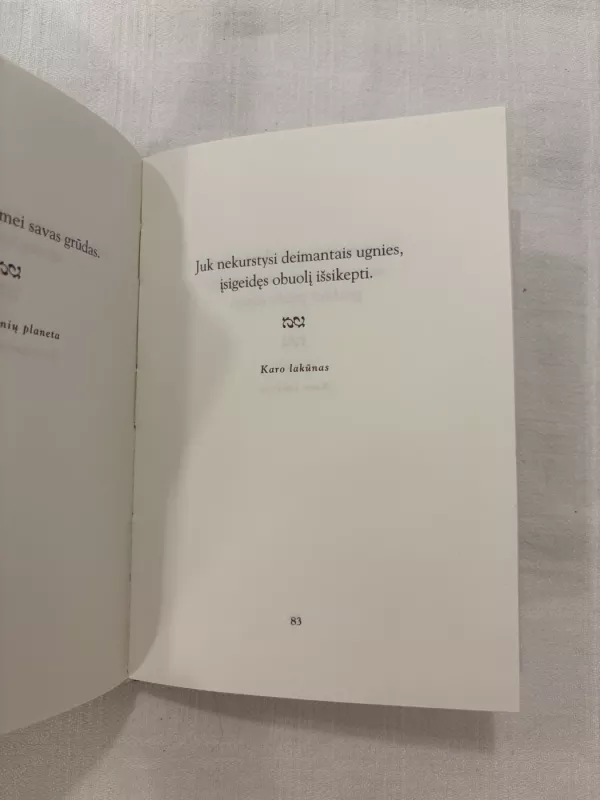 mei savas grūdas.
nių planeta
Juk nekurstysi deimantais ugnies,
įsigeidęs obuolį išsikepti.
Karo lakūnas
83